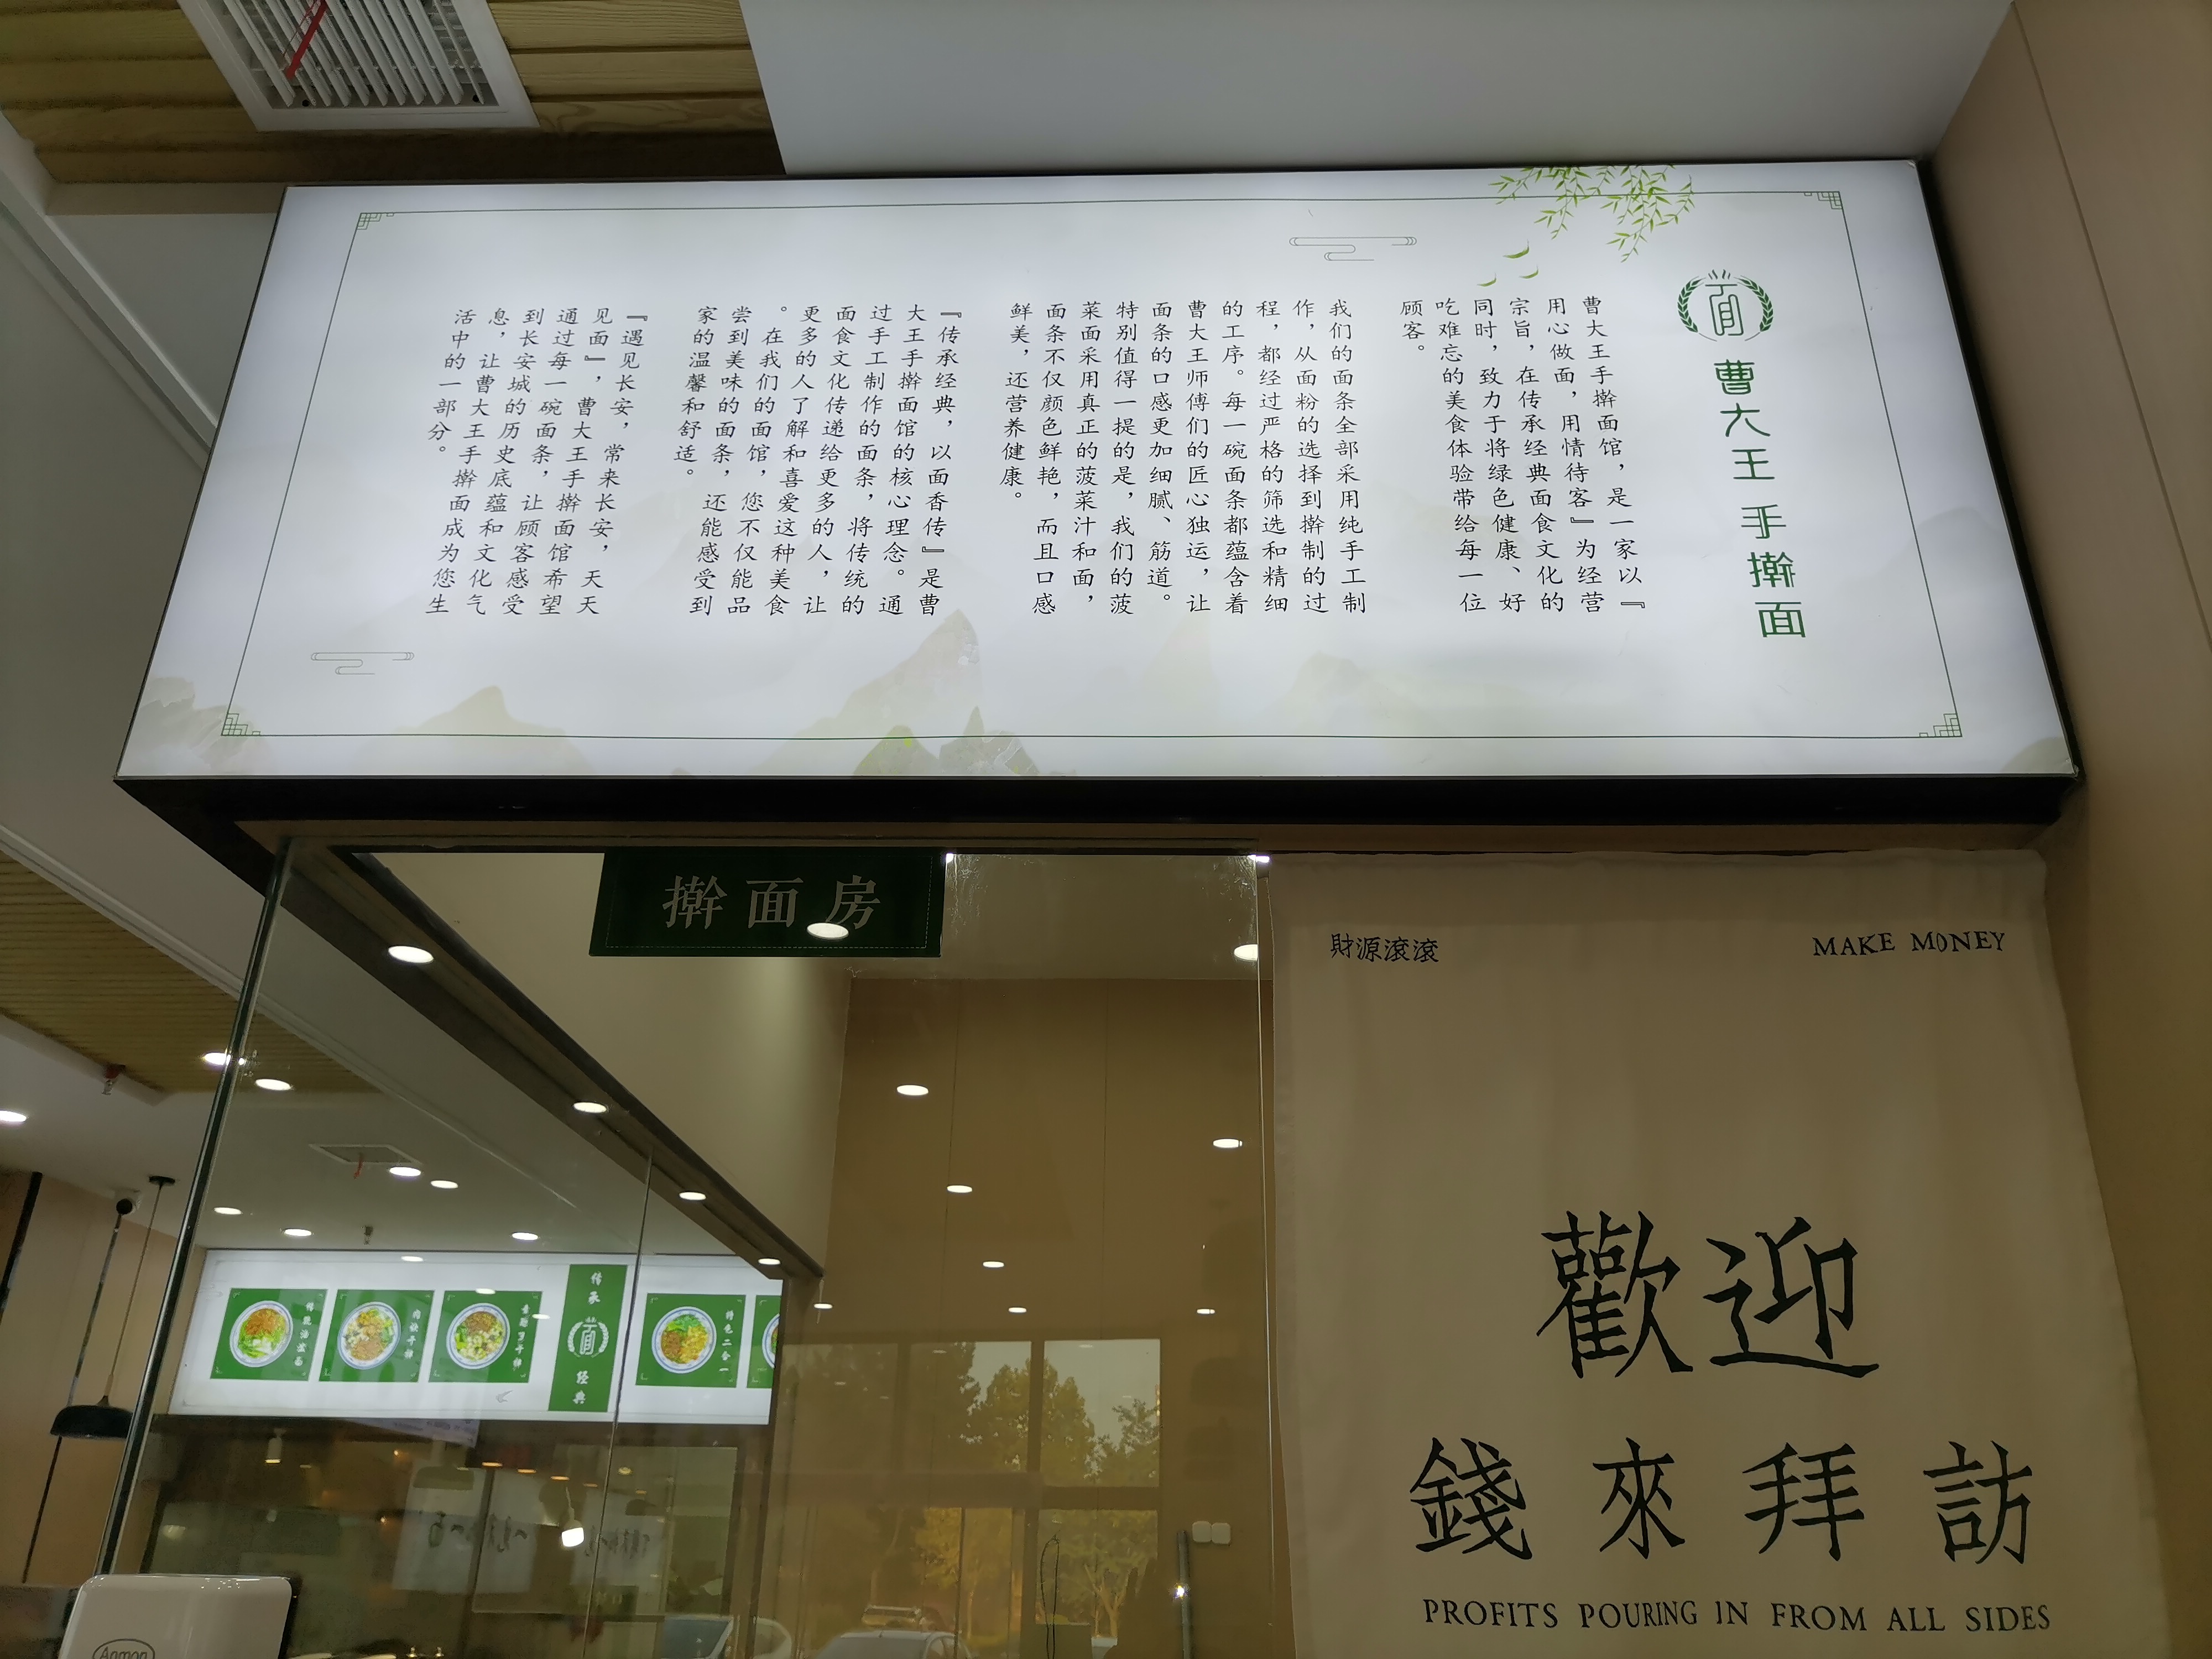 曹大王手擀面
曹大王手擀面馆，是一家以『
用心做面，用情待客』为经营
宗旨，在传承经典面食文化的
同时，致力于将绿色健康、好
吃难忘的美食体验带给每一位
顾客。
我们的面条全部采用纯手工制
作，从面粉的选择到擀制的过
程，都经过严格的筛选和精细
的工序。每一碗面条都蕴含着
曹大王师傅们的匠心独运，让
面条的口感更加细腻、筋道。
特别值得一提的是，我们的菠
菜面采用真正的菠菜汁和面，
面条不仅颜色鲜艳，而且口感
鲜美，还营养健康。
『传承经典，以面香传』是曹
大王手擀面馆的核心理念。通
过手工制作的面条，将传统的
面食文化传递给更多的人，让
更多的人了解和喜爱这种美食
。在我们的面馆，您不仅能品
尝到美味的面条，还能感受到
家的温馨和舒适。
『遇见长安，常来长安，天天
见面』，曹大王手擀面馆希望
通过每一碗面条，让顾客感受
到长安城的历史底蕴和文化气
息，让曹大王手擀面成为您生
活中的一部分。
擀面房
財源滾滾
MAKE MONEY
歡迎
錢來拜訪
PROFITS POURING IN FROM ALL SIDES
传承
经典
特色二合一
Aqmon